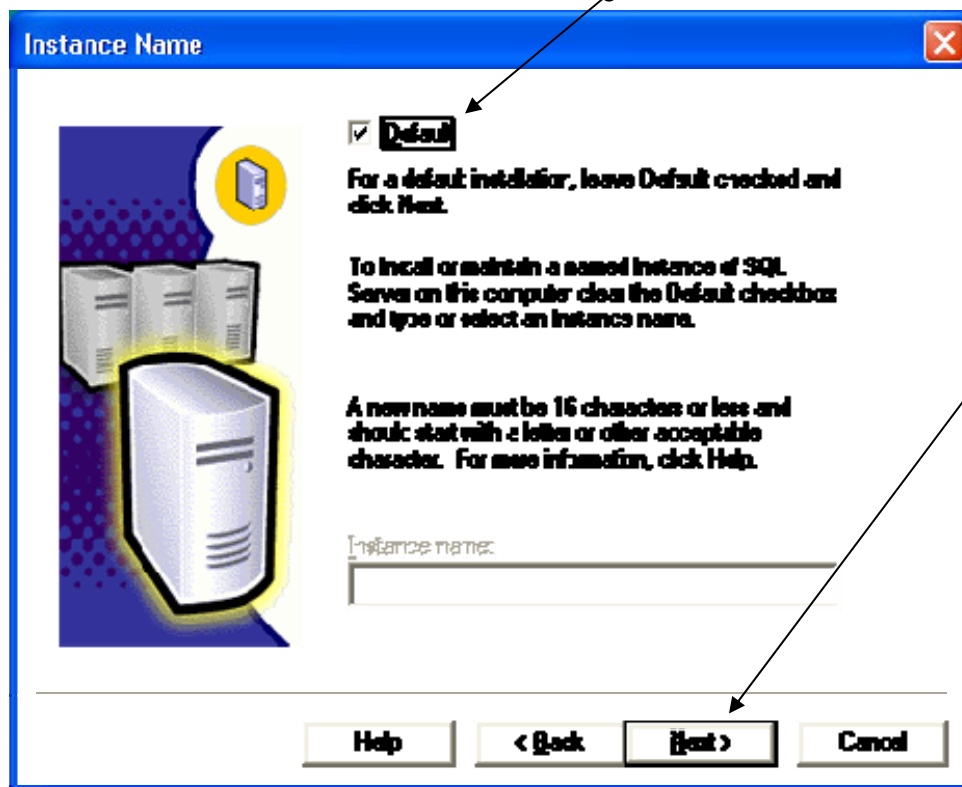 Instance Name
Default
For a default installation, leave Default checked and
click Next.
To install or maintain a named instance of SQL
Server on this computer clear the Default checkbox
and type or select an Instance name.
A new name must be 16 characters or less and
should start with a letter or other acceptable
character. For more information, click Help.
Instance name:
Help
< Back
Next >
Cancel